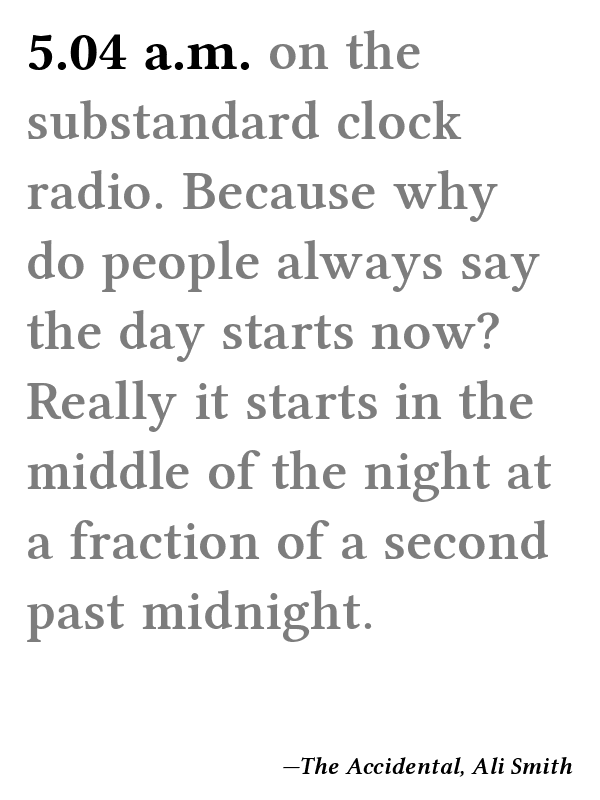 5.04 a.m. on the
substandard clock
radio. Because why
do people always say
the day starts now?
Really it starts in the
middle of the night at
a fraction of a second
past midnight.
—The Accidental, Ali Smith